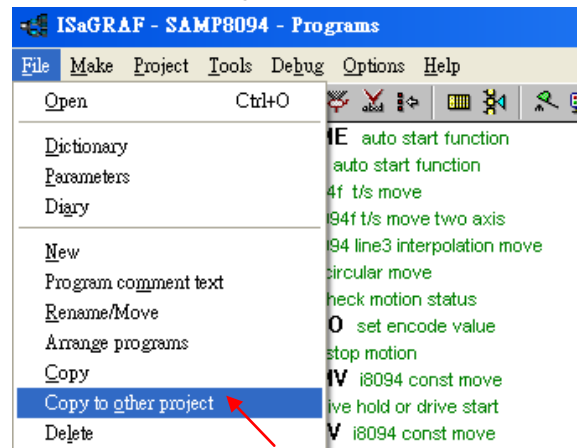 ISaGRAF - SAMP8094 - Programs
File Make Project Tools Debug Options Help
Open Ctrl+O
Dictionary
Parameters
Diary
New
Program comment text
Rename/Move
Arrange programs
Copy
Copy to other project
Delete
auto start function
auto start function
t/s move
94f t/s move two axis
94 line3 interpolation move
circular move
heck motion status
O set encode value
stop motion
V i8094 const move
ive hold or drive start
V i8094 const move